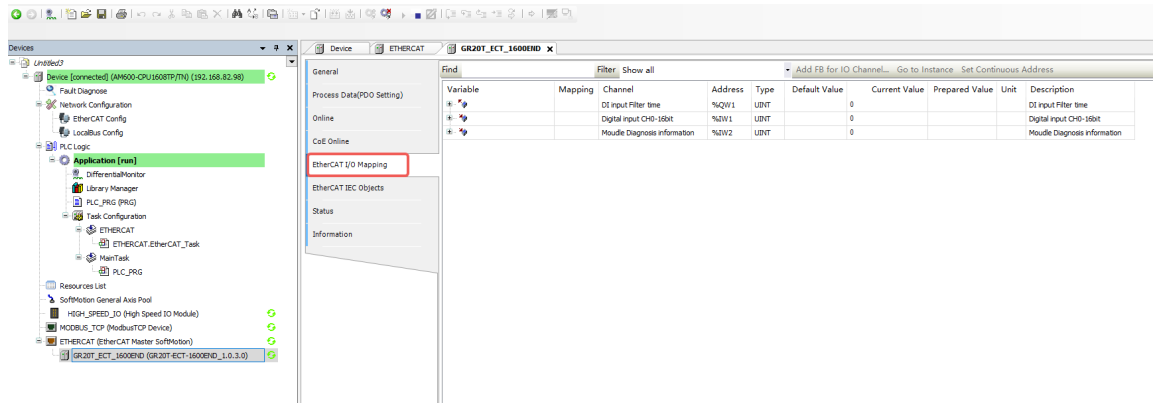 Devices
Untitled3
Device [connected] (AM600-CPU1608TP/TN) (192.168.82.98)
Fault Diagnose
Network Configuration
EtherCAT Config
LocalBus Config
PLC Logic
Application [run]
DifferentialMonitor
Library Manager
PLC_PRG (PRG)
Task Configuration
ETHERCAT
ETHERCAT.EtherCAT_Task
MainTask
PLC_PRG
Resources List
SoftMotion General Axis Pool
HIGH_SPEED_IO (High Speed IO Module)
MODBUS_TCP (ModbusTCP Device)
ETHERCAT (EtherCAT Master SoftMotion)
GR20T_ECT_1600END (GR20T-ECT-1600END_1.0.3.0)
Device ETHERCAT GR20T_ECT_1600END
General
Process Data(PDO Setting)
Online
CoE Online
EtherCAT I/O Mapping
EtherCAT IEC Objects
Status
Information
Find Filter Show all Add FB for IO Channel... Go to Instance Set Continuous Address
Variable Mapping Channel Address Type Default Value Current Value Prepared Value Unit Description
DI input Filter time %QW1 UINT 0 DI input Filter time
Digital input CH0-16bit %IW1 UINT 0 Digital input CH0-16bit
Moudle Diagnosis information %IW2 UINT 0 Moudle Diagnosis information